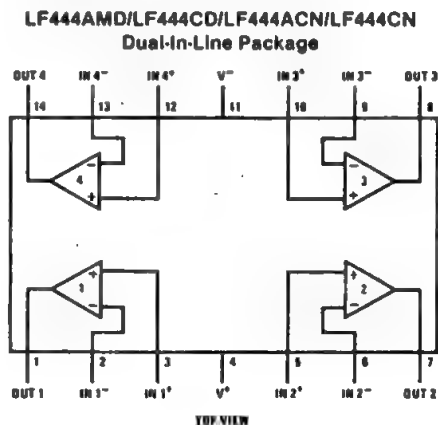 LF444AMD/LF444CD/LF444ACN/LF444CN
Dual-In-Line Package
OUT 4 IN 4⁻ IN 4⁺ V⁻ IN 3⁺ IN 3⁻ OUT 3
14 13 12 11 10 9 8
− − 
4 3
+ +
+ +
1 2
− −
1 2 3 4 5 6 7
OUT 1 IN 1⁻ IN 1⁺ V⁺ IN 2⁺ IN 2⁻ OUT 2
TOP VIEW